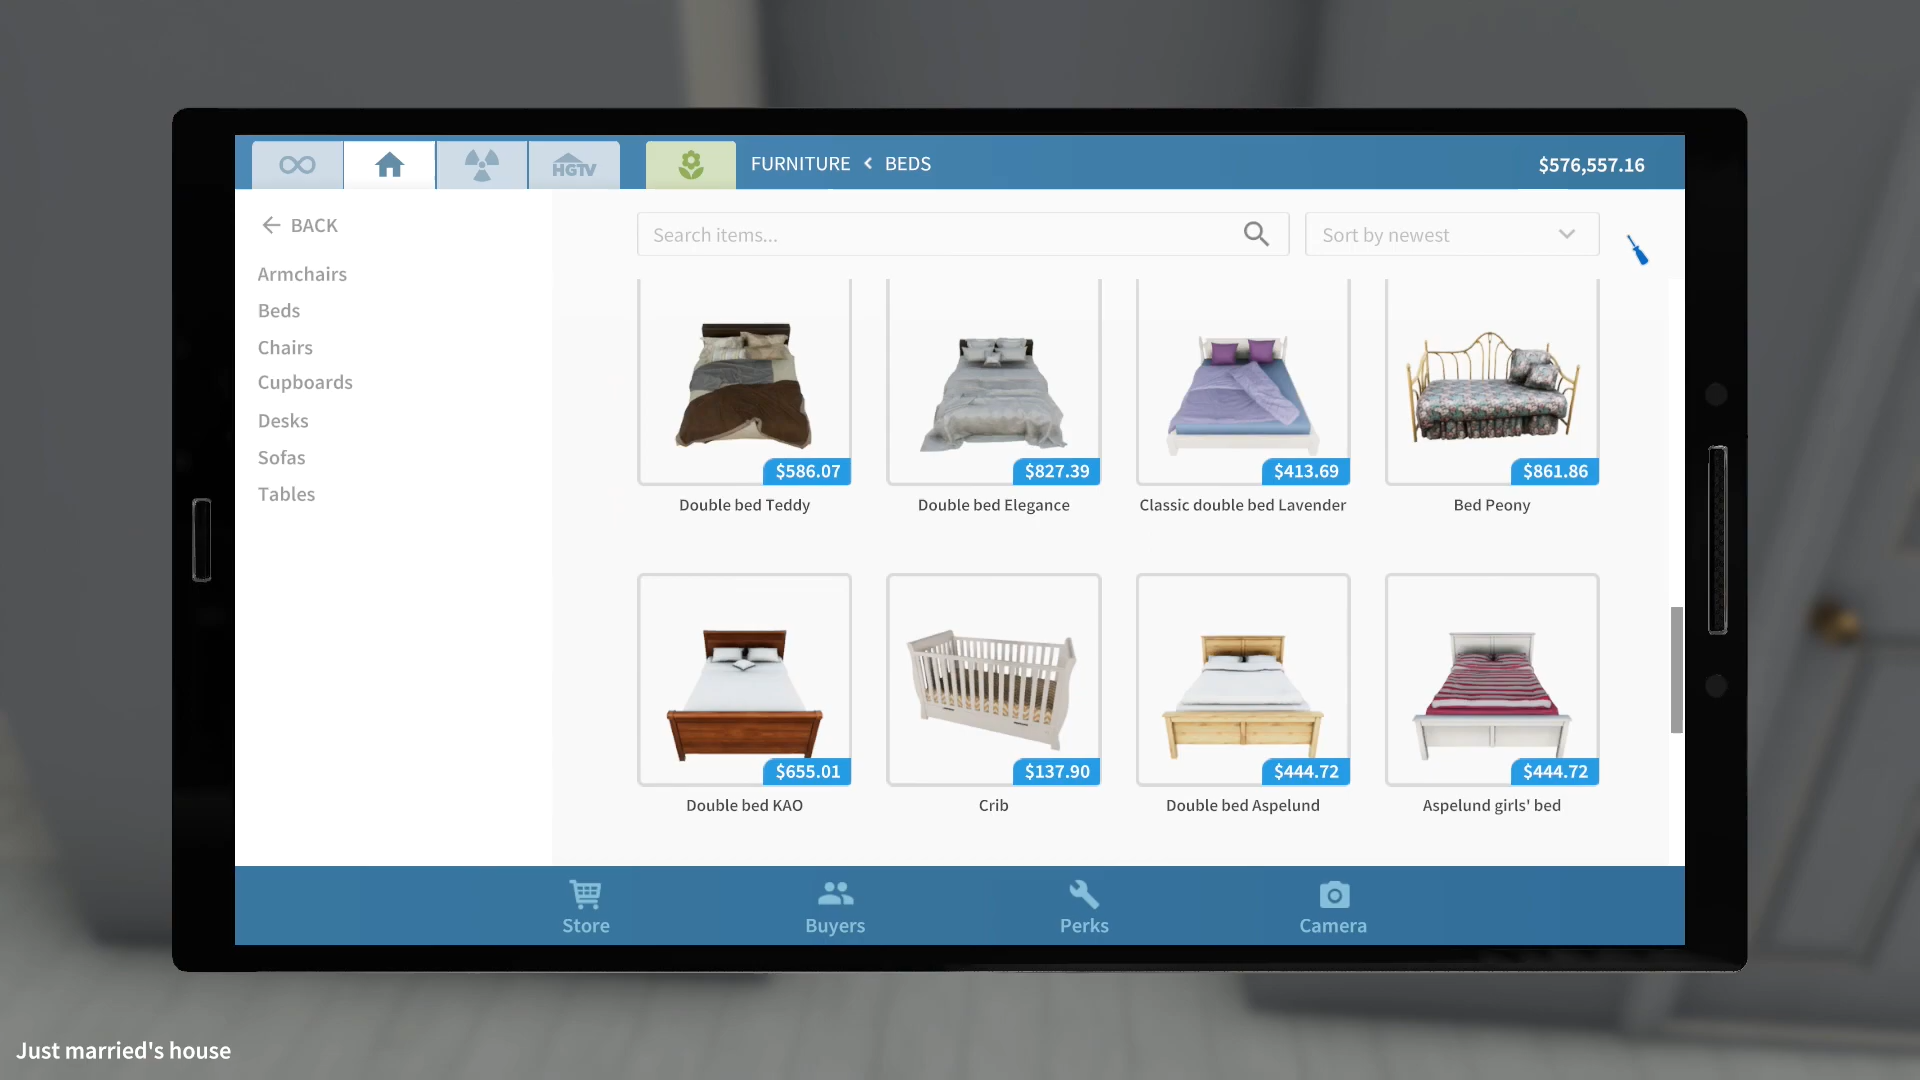 HGTV
FURNITURE < BEDS
$576,557.16
BACK
Armchairs
Beds
Chairs
Cupboards
Desks
Sofas
Tables
Search items...
Sort by newest
$586.07
$827.39
$413.69
$861.86
Double bed Teddy
Double bed Elegance
Classic double bed Lavender
Bed Peony
$655.01
$137.90
$444.72
$444.72
Double bed KAO
Crib
Double bed Aspelund
Aspelund girls' bed
Store
Buyers
Perks
Camera
Just married's house